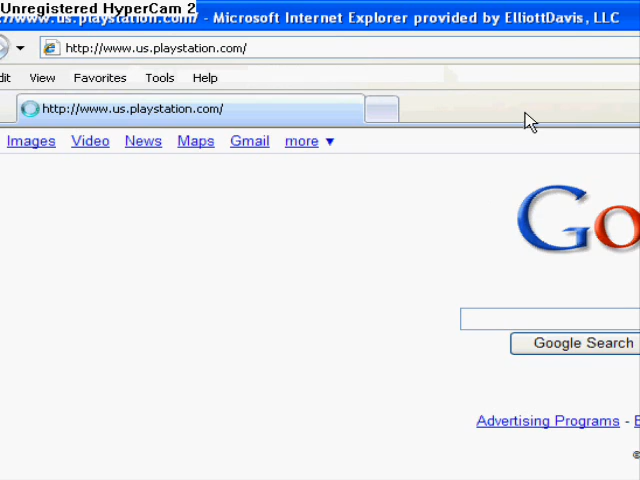 Unregistered HyperCam 2
://www.us.playstation.com/ - Microsoft Internet Explorer provided by ElliottDavis, LLC
http://www.us.playstation.com/
dit View Favorites Tools Help
http://www.us.playstation.com/
Images Video News Maps Gmail more ▼
Go
Google Search
Advertising Programs -
©